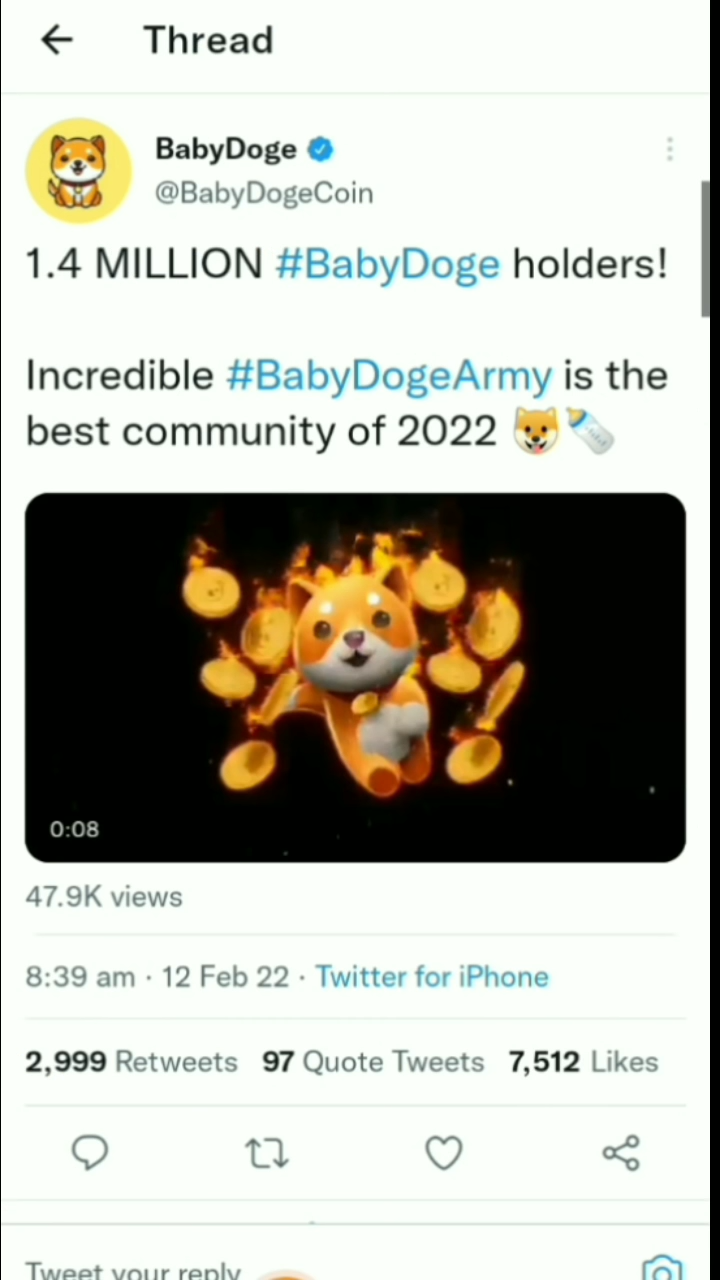 Thread
BabyDoge
@BabyDogeCoin
1.4 MILLION #BabyDoge holders!
Incredible #BabyDogeArmy is the
best community of 2022 🐶🍼
0:08
47.9K views
8:39 am · 12 Feb 22 · Twitter for iPhone
2,999 Retweets 97 Quote Tweets 7,512 Likes
Tweet your reply